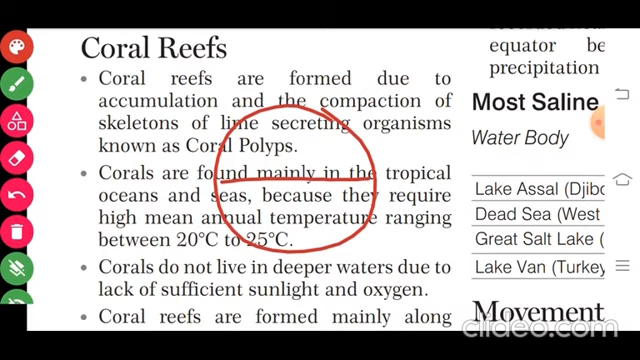 Coral Reefs
• Coral reefs are formed due to
accumulation and the compaction of
skeletons of lime secreting organisms
known as Coral Polyps.
• Corals are found mainly in the tropical
oceans and seas, because they require
high mean annual temperature ranging
between 20°C to 25°C.
• Corals do not live in deeper waters due to
lack of sufficient sunlight and oxygen.
• Coral reefs are formed mainly along
equator be
precipitation
Most Saline
Water Body
Lake Assal (Djibo
Dead Sea (West
Great Salt Lake (
Lake Van (Turkey
Movement
clideo.com